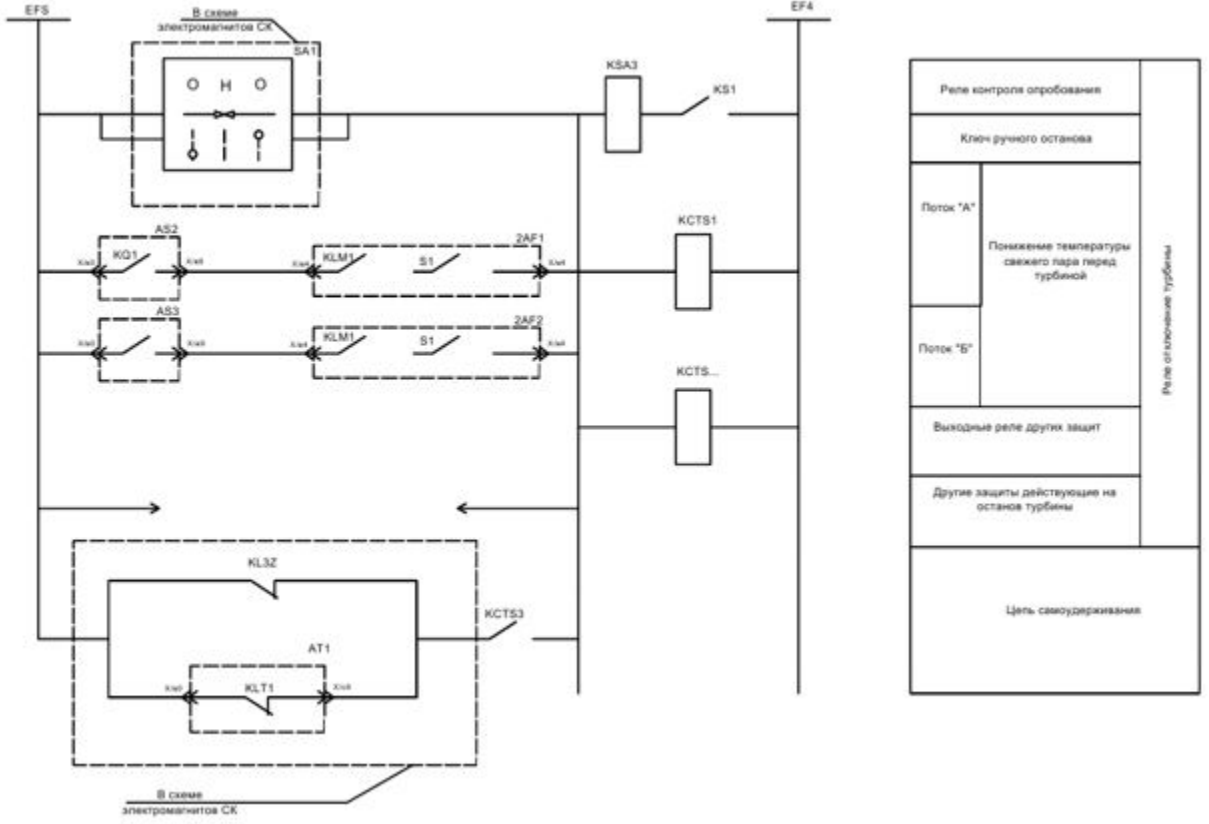 EFS
В схеме
электромагнитов СК
SA1
О Н О
EF4
KSA3
KS1
AS2
KQ1
2AF1
KLM1
S1
KCTS1
AS3
2AF2
KLM1
S1
KCTS...
KL3Z
KCTS3
AT1
KLT1
В схеме
электромагнитов СК
Реле контроля опробования
Ключ ручного останова
Поток "А"
Понижение температуры
свежего пара перед
турбиной
Поток "Б"
Реле отключение турбины
Выходные реле других защит
Другие защиты действующие на
останов турбины
Цепь самоудерживания